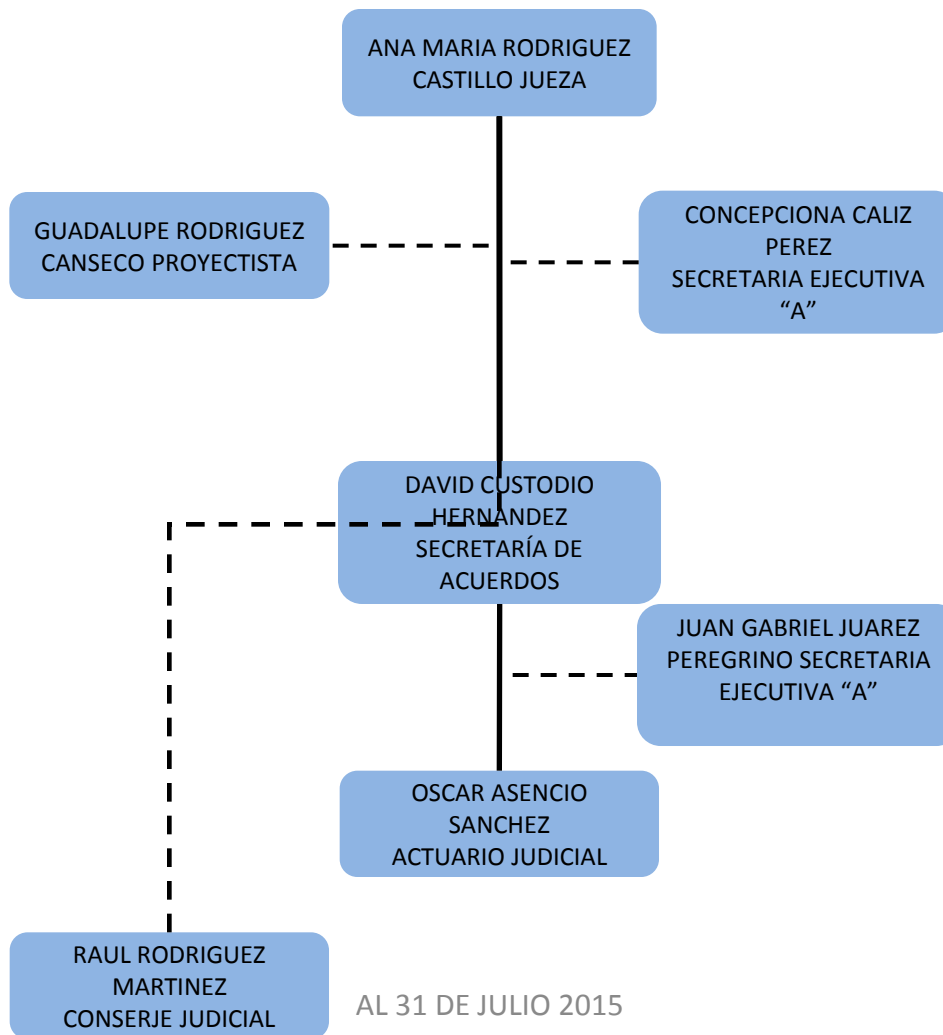 ANA MARIA RODRIGUEZ
CASTILLO JUEZA
GUADALUPE RODRIGUEZ
CANSECO PROYECTISTA
CONCEPCIONA CALIZ
PEREZ
SECRETARIA EJECUTIVA
“A”
DAVID CUSTODIO
HERNANDEZ
SECRETARÍA DE
ACUERDOS
JUAN GABRIEL JUAREZ
PEREGRINO SECRETARIA
EJECUTIVA “A”
OSCAR ASENCIO
SANCHEZ
ACTUARIO JUDICIAL
RAUL RODRIGUEZ
MARTINEZ
CONSERJE JUDICIAL
AL 31 DE JULIO 2015